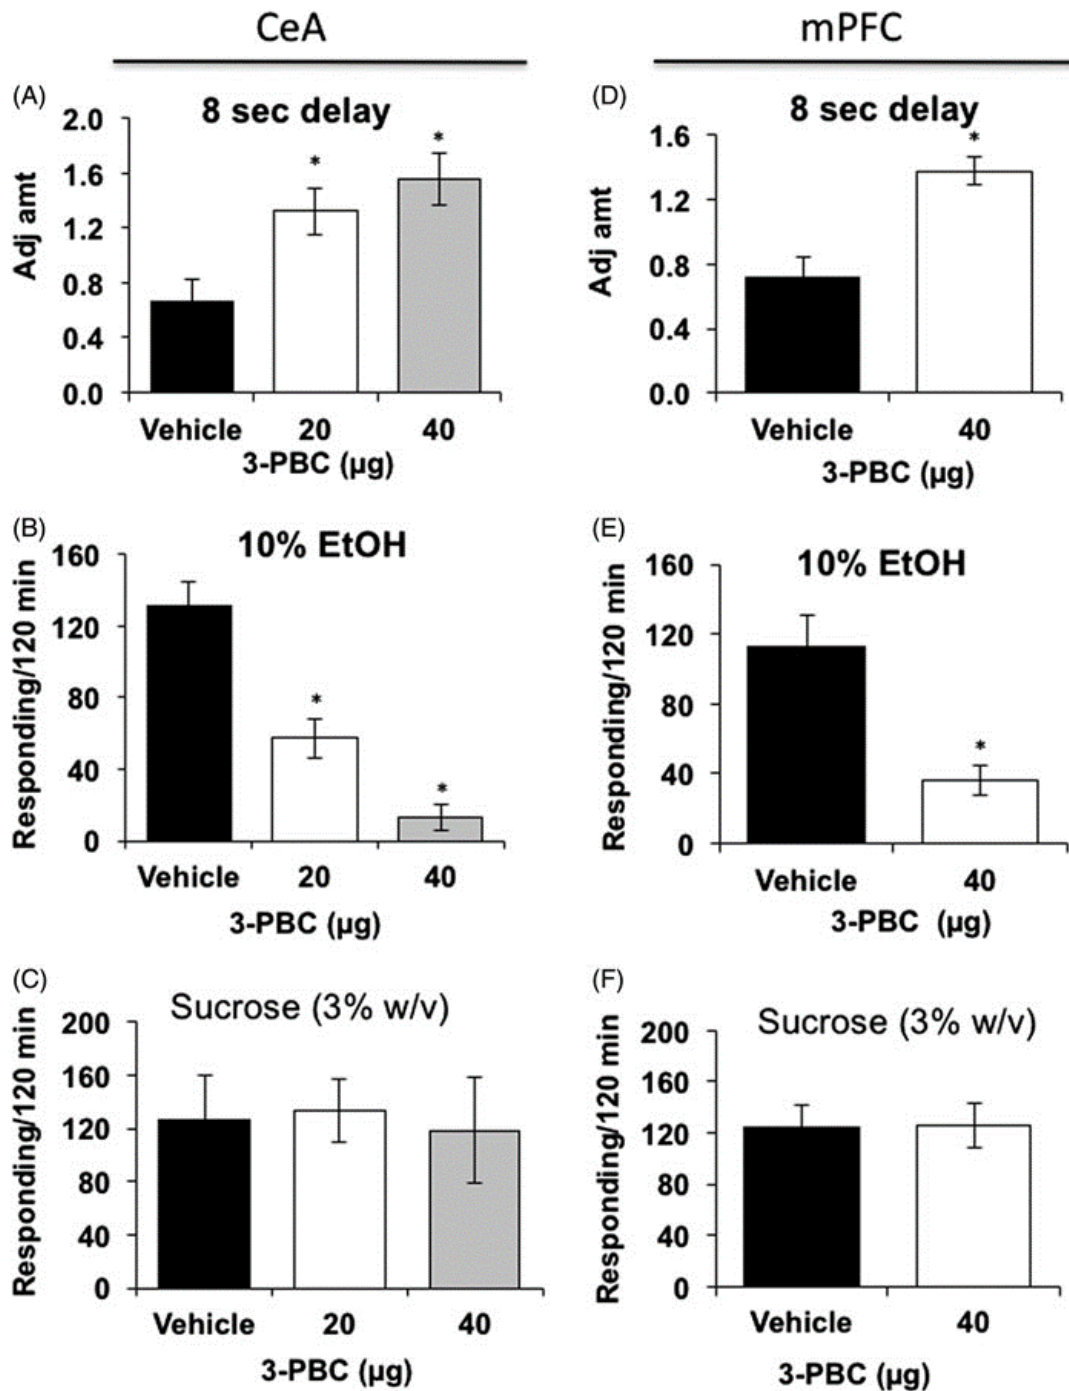 CeA
mPFC
(A)
8 sec delay
2.0
1.6
1.2
0.8
0.4
0.0
Adj amt
*
*
Vehicle 20 40
3-PBC (µg)
(D)
8 sec delay
1.6
1.2
0.8
0.4
0.0
Adj amt
*
Vehicle 40
3-PBC (µg)
(B)
10% EtOH
160
120
80
40
0
Responding/120 min
*
*
Vehicle 20 40
3-PBC (µg)
(E)
10% EtOH
160
120
80
40
0
Responding/120 min
*
Vehicle 40
3-PBC (µg)
(C)
Sucrose (3% w/v)
200
160
120
80
40
0
Responding/120 min
Vehicle 20 40
3-PBC (µg)
(F)
Sucrose (3% w/v)
200
160
120
80
40
0
Responding/120 min
Vehicle 40
3-PBC (µg)